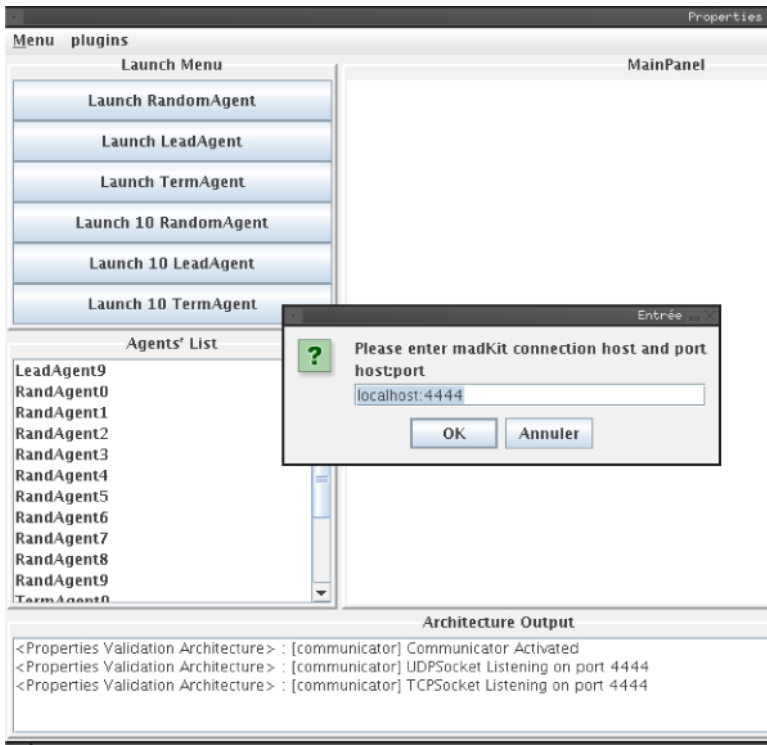 Properties
Menu plugins
Launch Menu
MainPanel
Launch RandomAgent
Launch LeadAgent
Launch TermAgent
Launch 10 RandomAgent
Launch 10 LeadAgent
Launch 10 TermAgent
Entrée
Please enter madKit connection host and port
host:port
localhost:4444
OK Annuler
Agents' List
LeadAgent9
RandAgent0
RandAgent1
RandAgent2
RandAgent3
RandAgent4
RandAgent5
RandAgent6
RandAgent7
RandAgent8
RandAgent9
TermAgent0
Architecture Output
<Properties Validation Architecture> : [communicator] Communicator Activated
<Properties Validation Architecture> : [communicator] UDPSocket Listening on port 4444
<Properties Validation Architecture> : [communicator] TCPSocket Listening on port 4444